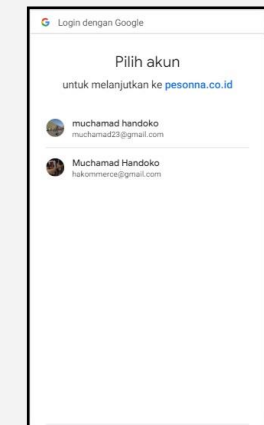 Login dengan Google
Pilih akun
untuk melanjutkan ke pesonna.co.id
muchamad handoko
muchamad23@gmail.com
Muchamad Handoko
hakommerce@gmail.com